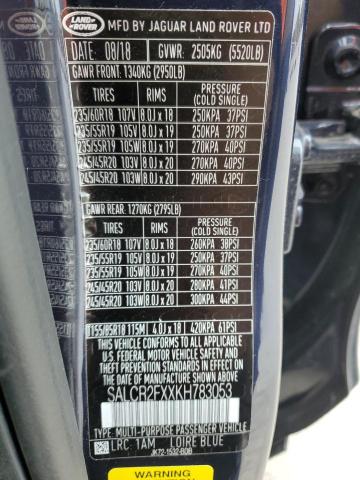 LAND ROVER
MFD BY JAGUAR LAND ROVER LTD
DATE 08/18 GVWR: 2505KG (5520LB)
GAWR FRONT:1340KG (2950LB)
TIRES RIMS PRESSURE (COLD SINGLE)
235/60R18 107V 8.0J x 18 250KPA 37PSI
235/55R19 105V 8.0J x 19 250KPA 37PSI
235/55R19 105W 8.0J x 19 270KPA 40PSI
245/45R20 103V 8.0J x 20 270KPA 40PSI
245/45R20 103W 8.0J x 20 290KPA 43PSI
GAWR REAR: 1270KG (2795LB)
TIRES RIMS PRESSURE (COLD SINGLE)
235/60R18 107V 8.0J x 18 260KPA 38PSI
235/55R19 105V 8.0J x 19 250KPA 37PSI
235/55R19 105W 8.0J x 19 270KPA 40PSI
245/45R20 103V 8.0J x 20 280KPA 41PSI
245/45R20 103W 8.0J x 20 300KPA 44PSI
T155/85R18 115M 4.0J x 18 420KPA 61PSI
THIS VEHICLE CONFORMS TO ALL APPLICABLE
FEDERAL MOTOR VEHICLE SAFETY, BUMPER, AND
THEFT PREVENTION STANDARDS IN EFFECT ON THE
DATE OF MANUFACTURE SHOWN ABOVE.
SALCR2FXXKH783053
TYPE: MULTI-PURPOSE PASSENGER VEHICLE
LRC 1AM LOIRE BLUE
JK72-1532-BDB
WARNING